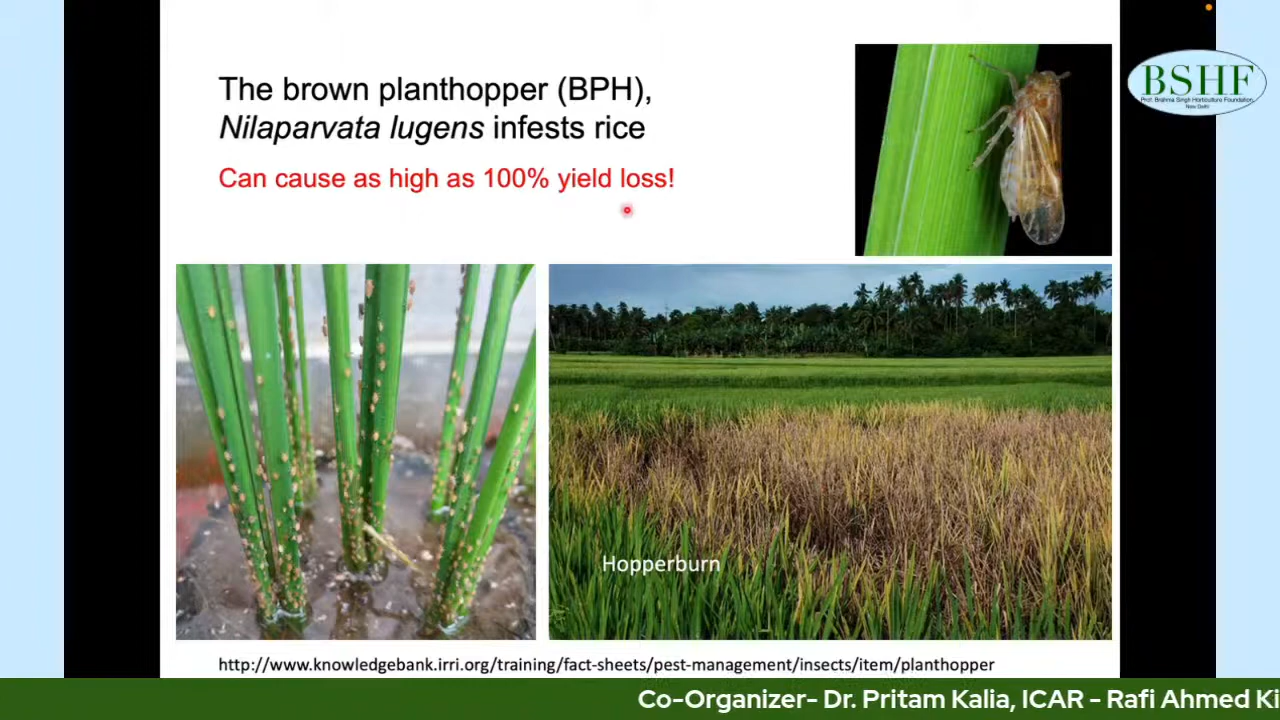 The brown planthopper (BPH),
Nilaparvata lugens infests rice
Can cause as high as 100% yield loss!
BSHF
Prof. Brahma Singh Horticulture Foundation,
New Delhi
Hopperburn
http://www.knowledgebank.irri.org/training/fact-sheets/pest-management/insects/item/planthopper
Co-Organizer- Dr. Pritam Kalia, ICAR - Rafi Ahmed Ki